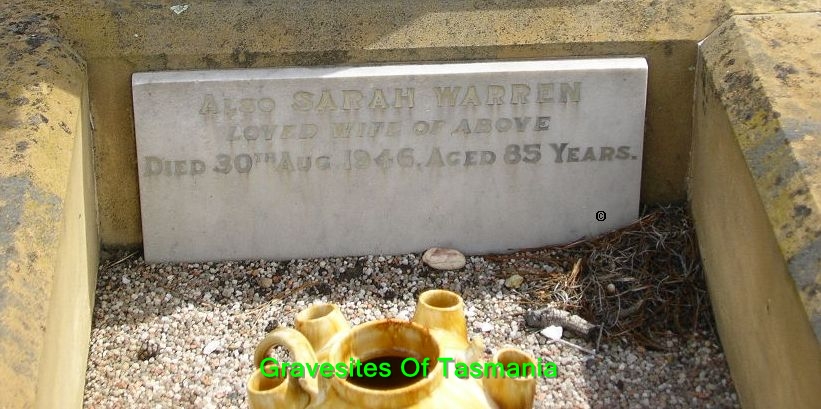 ALSO SARAH WARREN
LOVED WIFE OF ABOVE
DIED 30TH AUG. 1946, AGED 85 YEARS.
©
Gravesites Of Tasmania